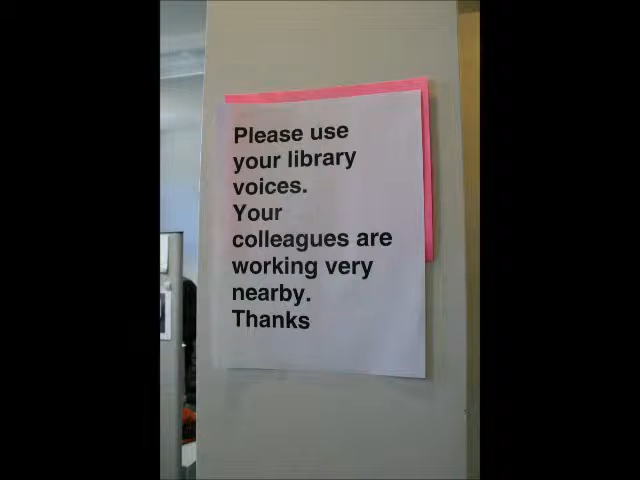 Please use
your library
voices.
Your
colleagues are
working very
nearby.
Thanks